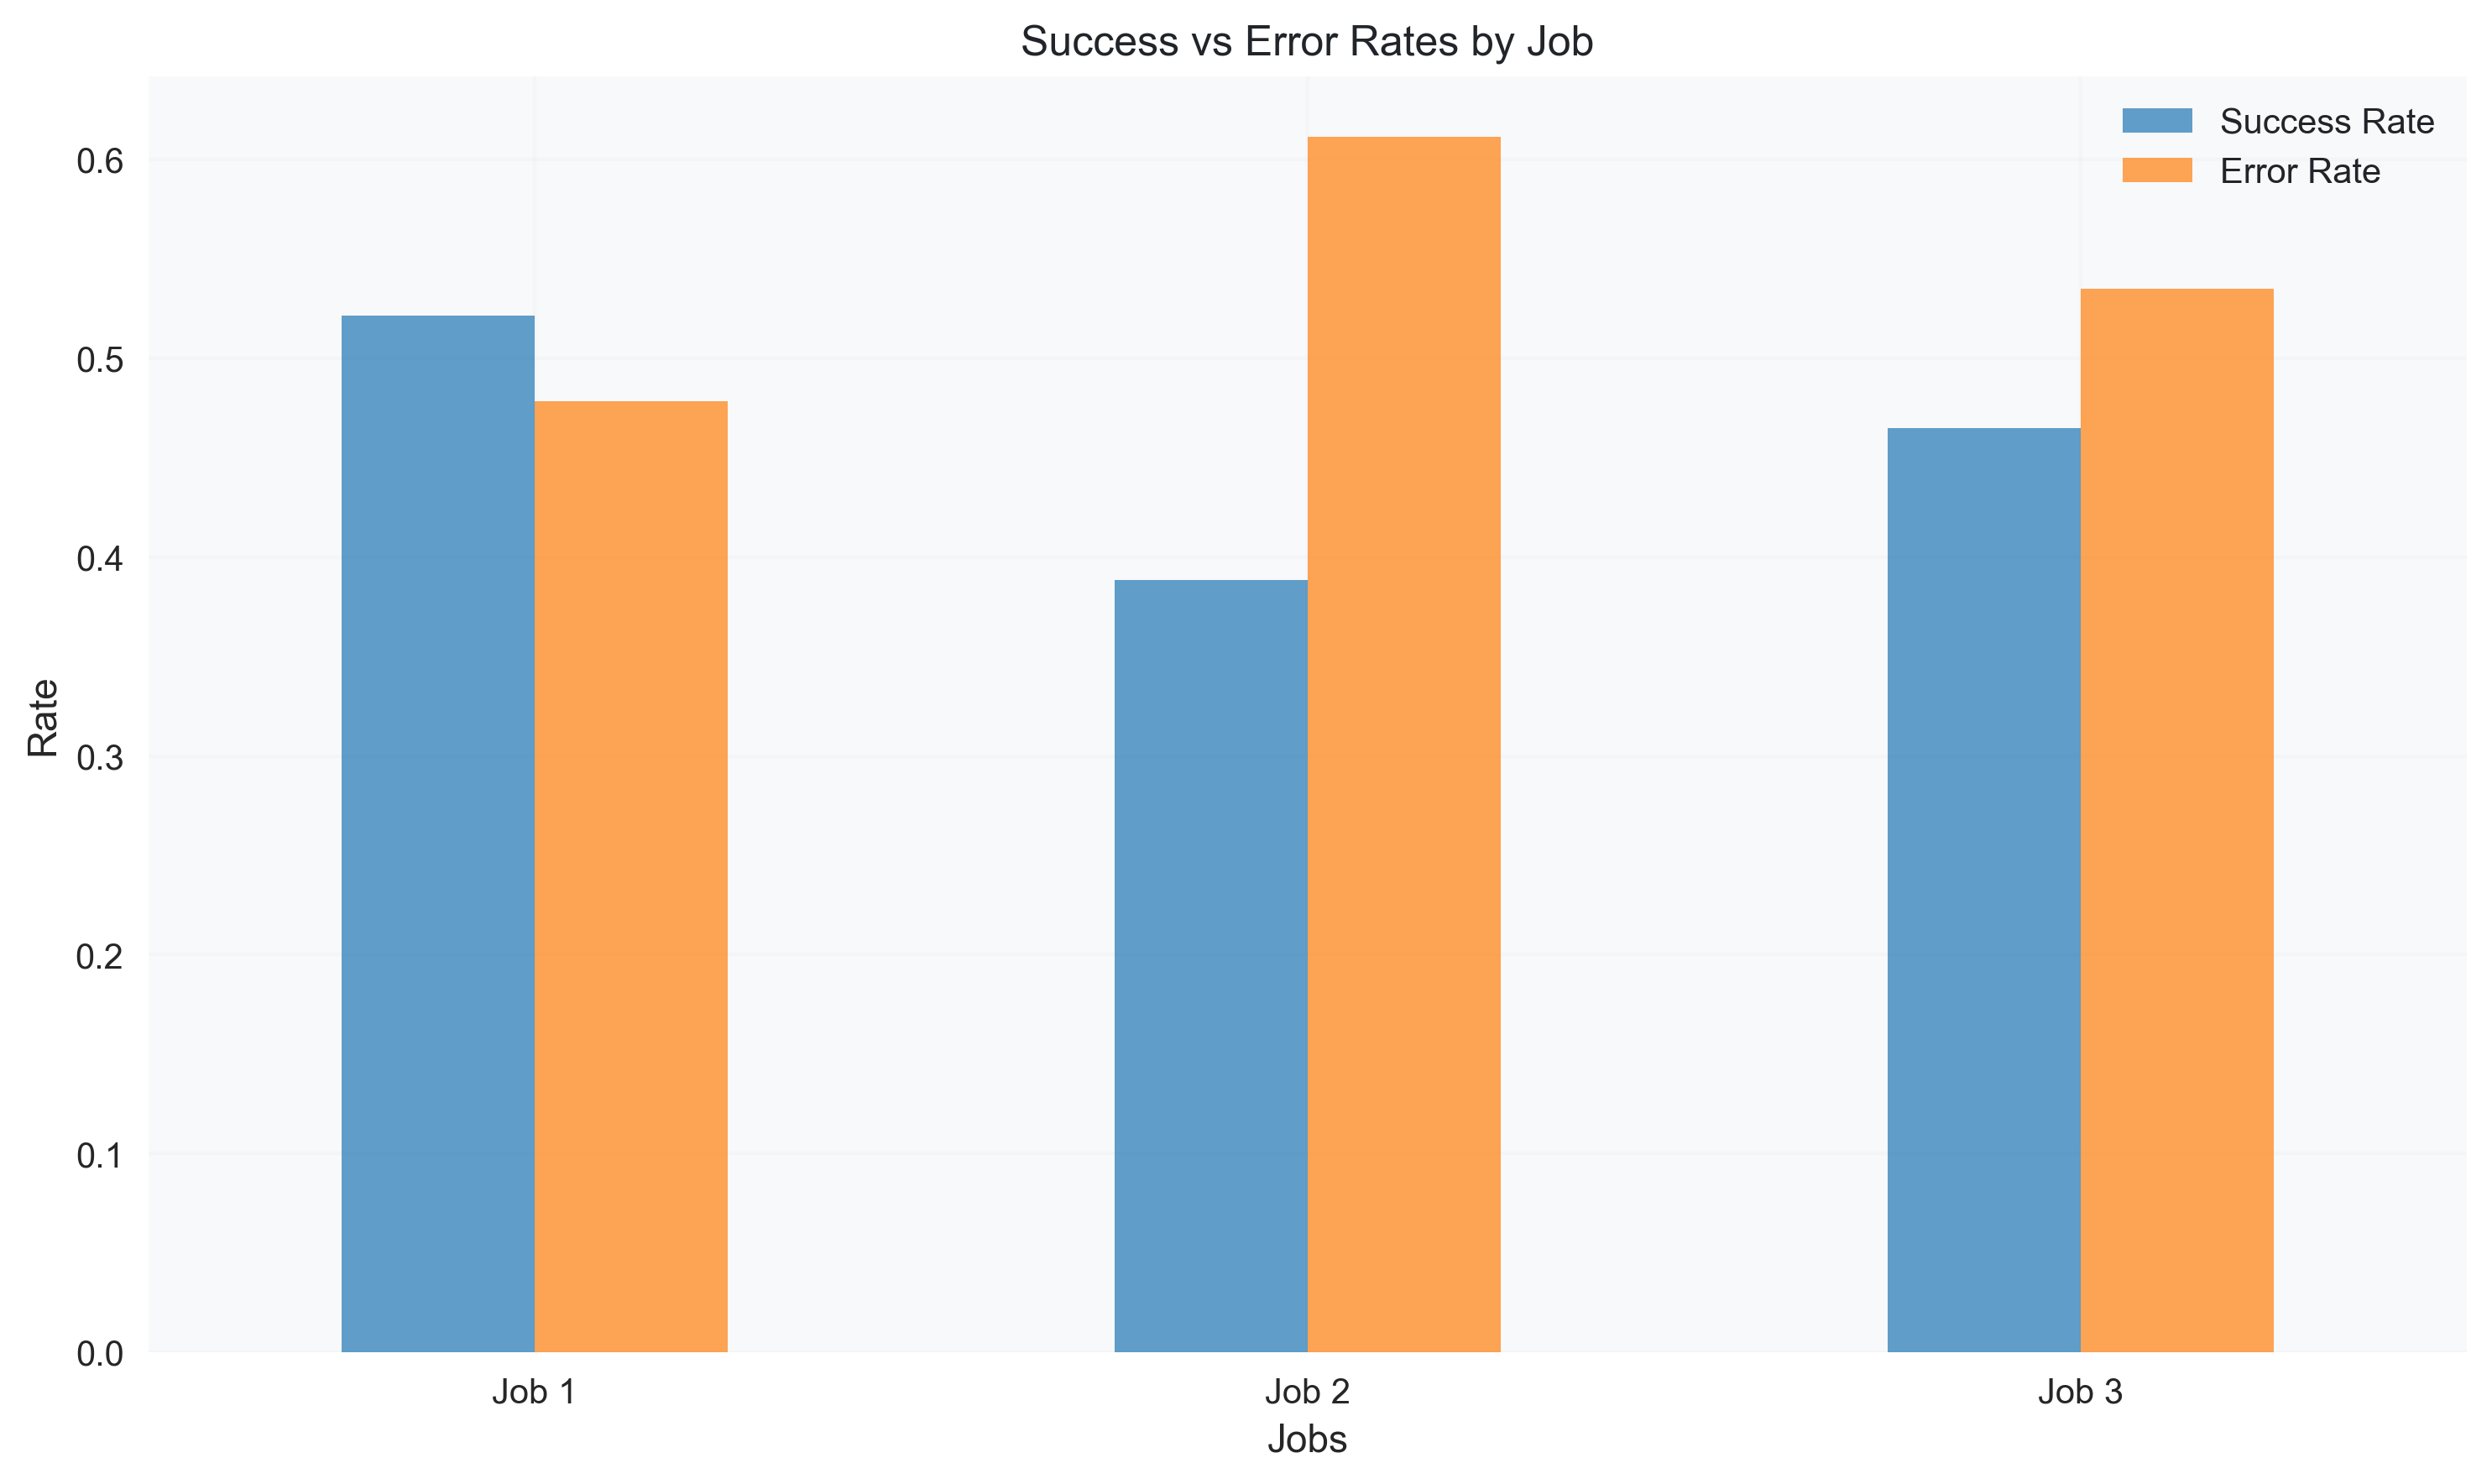 Success vs Error Rates by Job
Success Rate
Error Rate
Rate
0.6
0.5
0.4
0.3
0.2
0.1
0.0
Job 1
Job 2
Job 3
Jobs